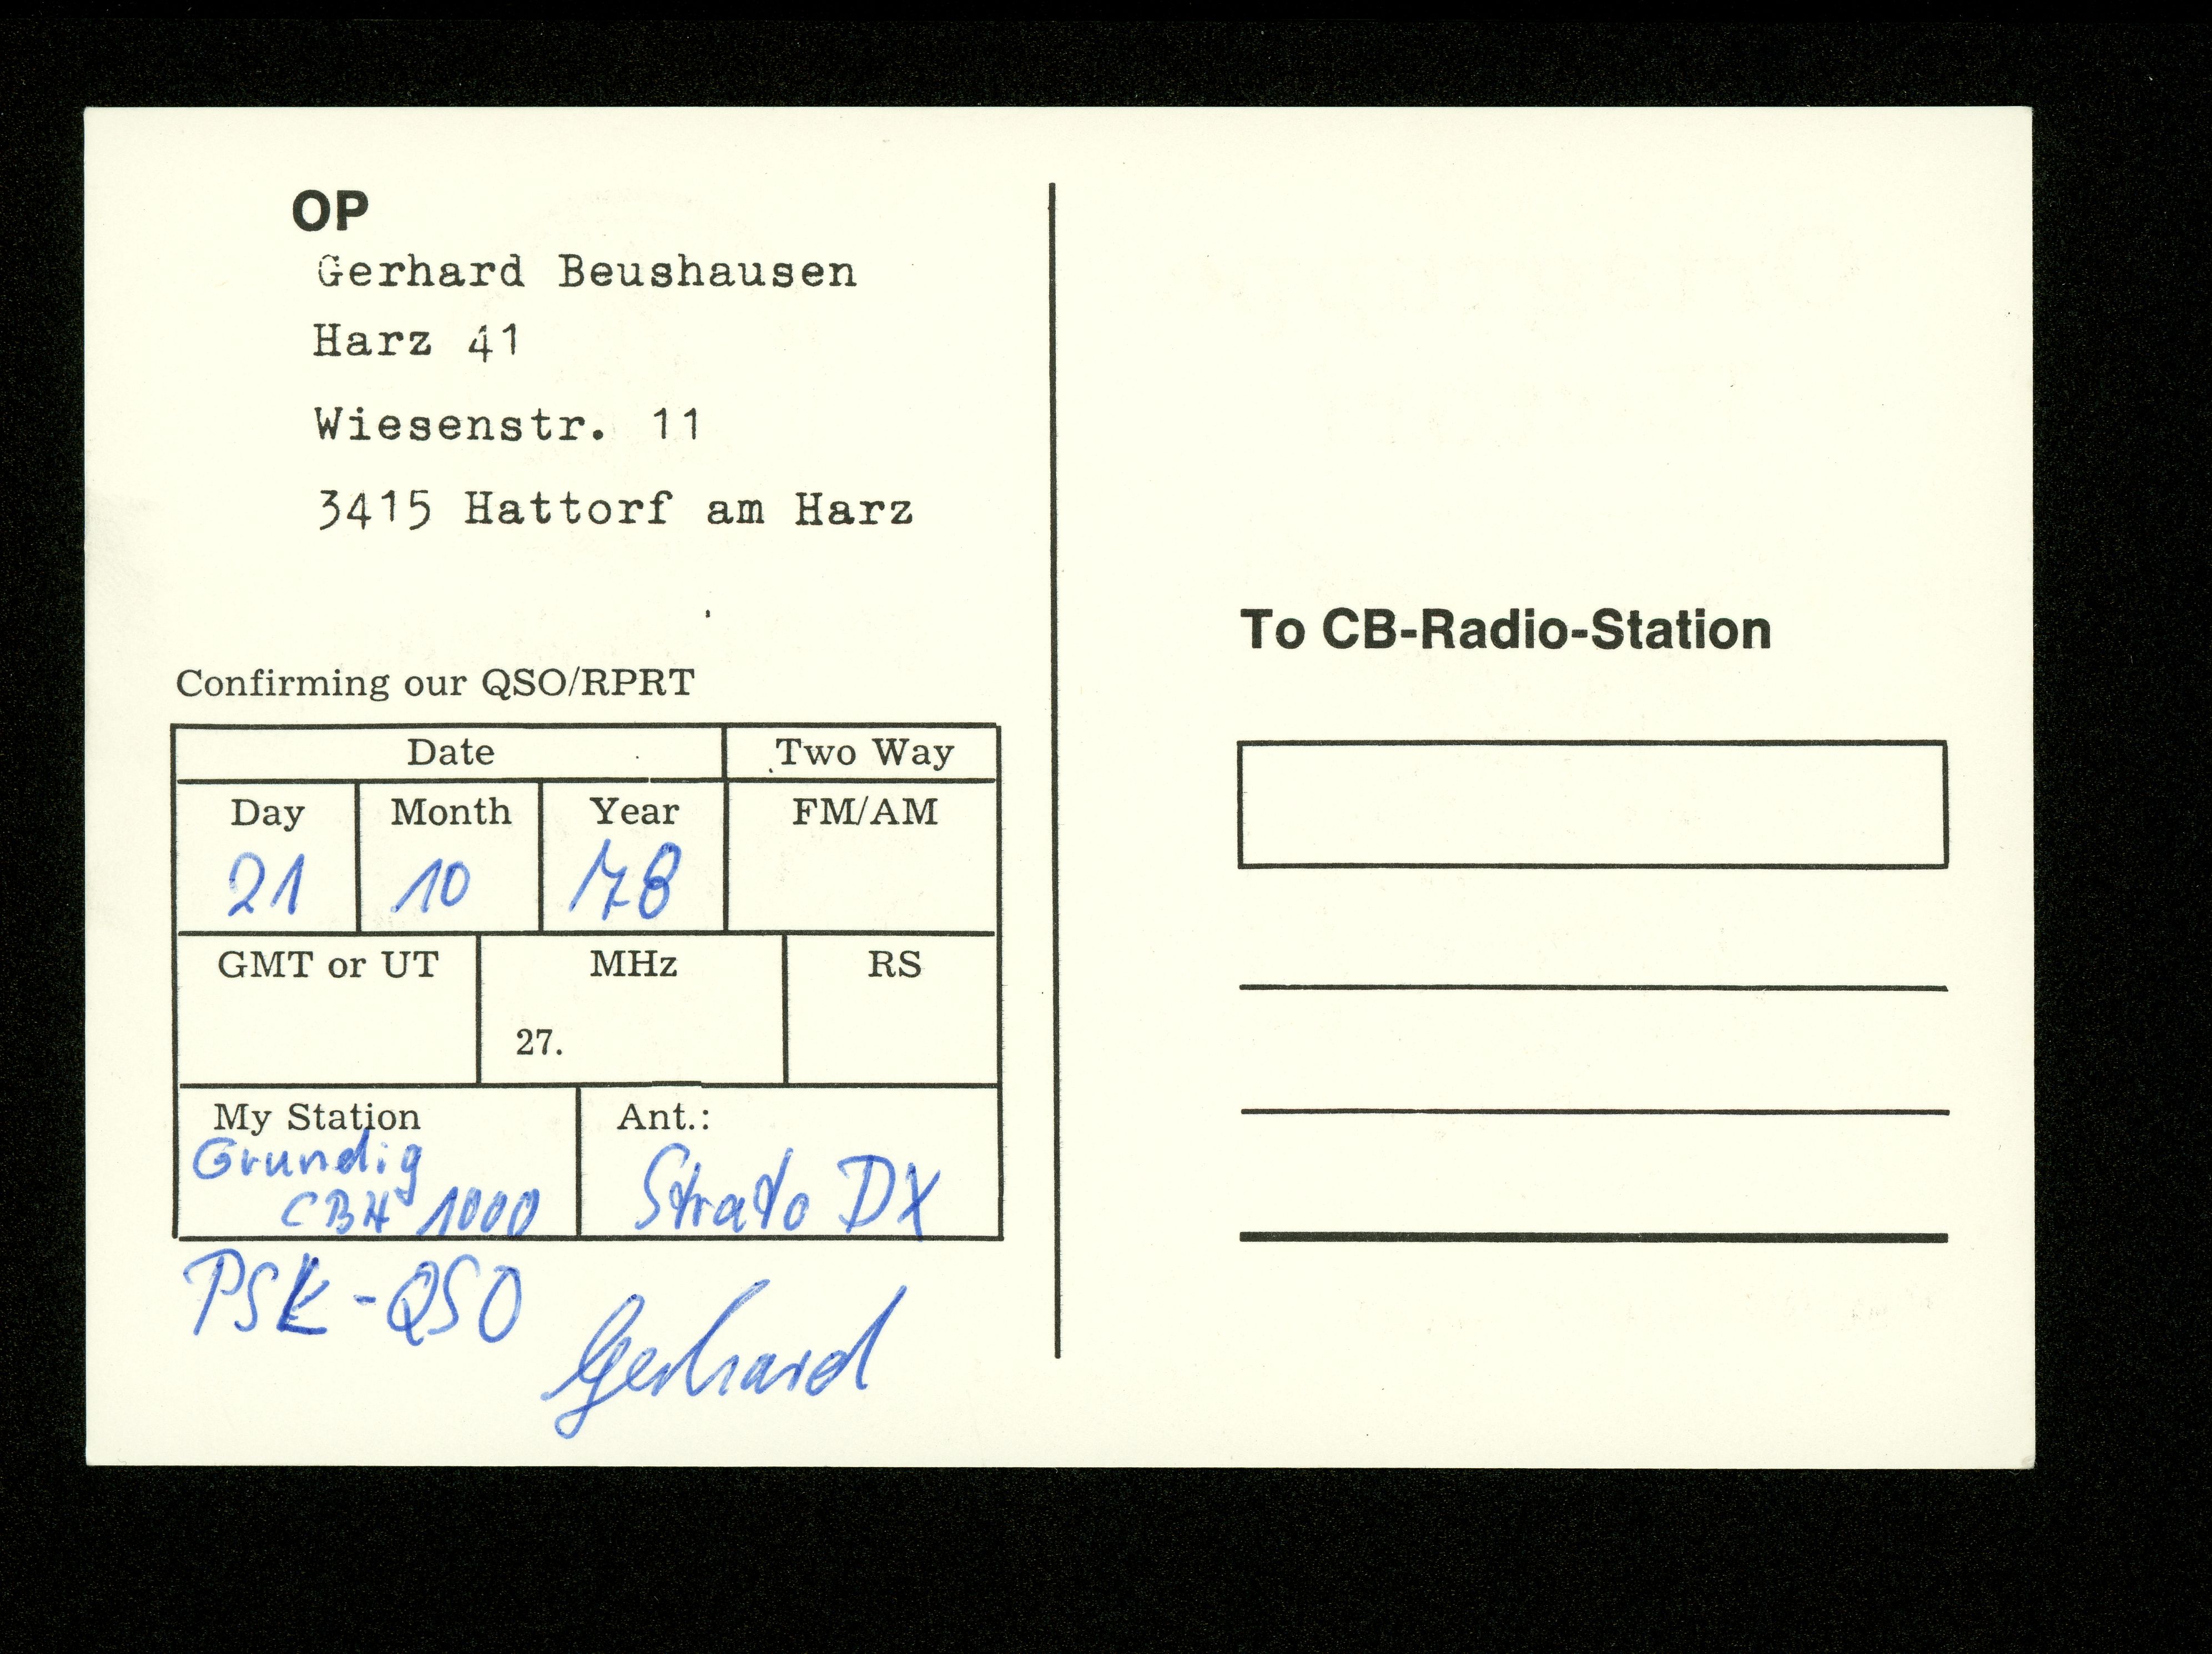 OP
Gerhard Beushausen
Harz 41
Wiesenstr. 11
3415 Hattorf am Harz
Confirming our QSO/RPRT
Date Two Way
Day Month Year FM/AM
21 10 78
GMT or UT MHz RS
27.
My Station Ant.:
Grundig
CBH 1000 Strato DX
PSE-QSO
Gerhard
To CB-Radio-Station